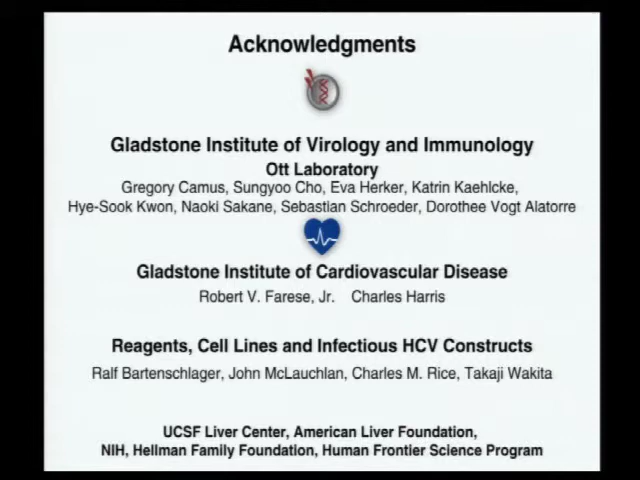 Acknowledgments
Gladstone Institute of Virology and Immunology
Ott Laboratory
Gregory Camus, Sungyoo Cho, Eva Herker, Katrin Kaehlcke,
Hye-Sook Kwon, Naoki Sakane, Sebastian Schroeder, Dorothee Vogt Alatorre
Gladstone Institute of Cardiovascular Disease
Robert V. Farese, Jr. Charles Harris
Reagents, Cell Lines and Infectious HCV Constructs
Ralf Bartenschlager, John McLauchlan, Charles M. Rice, Takaji Wakita
UCSF Liver Center, American Liver Foundation,
NIH, Hellman Family Foundation, Human Frontier Science Program